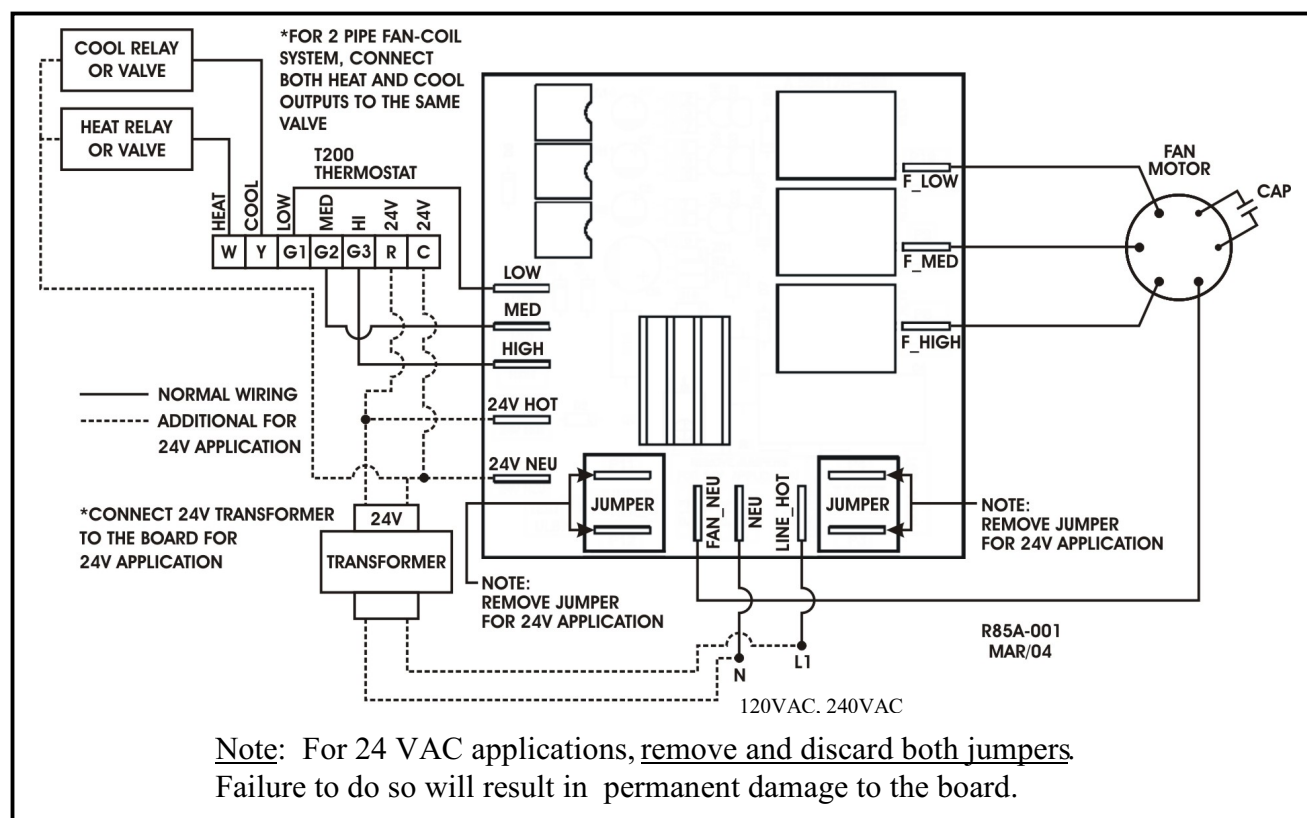 COOL RELAY
OR VALVE
HEAT RELAY
OR VALVE
*FOR 2 PIPE FAN-COIL
SYSTEM, CONNECT
BOTH HEAT AND COOL
OUTPUTS TO THE SAME
VALVE
T200
THERMOSTAT
HEAT
COOL
LOW
MED
HI
24V
24V
W
Y
G1
G2
G3
R
C
LOW
MED
HIGH
24V HOT
24V NEU
F_LOW
F_MED
F_HIGH
FAN
MOTOR
CAP
NORMAL WIRING
ADDITIONAL FOR
24V APPLICATION
*CONNECT 24V TRANSFORMER
TO THE BOARD FOR
24V APPLICATION
24V
TRANSFORMER
JUMPER
FAN_NEU
NEU
LINE_HOT
JUMPER
NOTE:
REMOVE JUMPER
FOR 24V APPLICATION
NOTE:
REMOVE JUMPER
FOR 24V APPLICATION
R85A-001
MAR/04
N
L1
120VAC, 240VAC
Note: For 24 VAC applications, remove and discard both jumpers.
Failure to do so will result in permanent damage to the board.